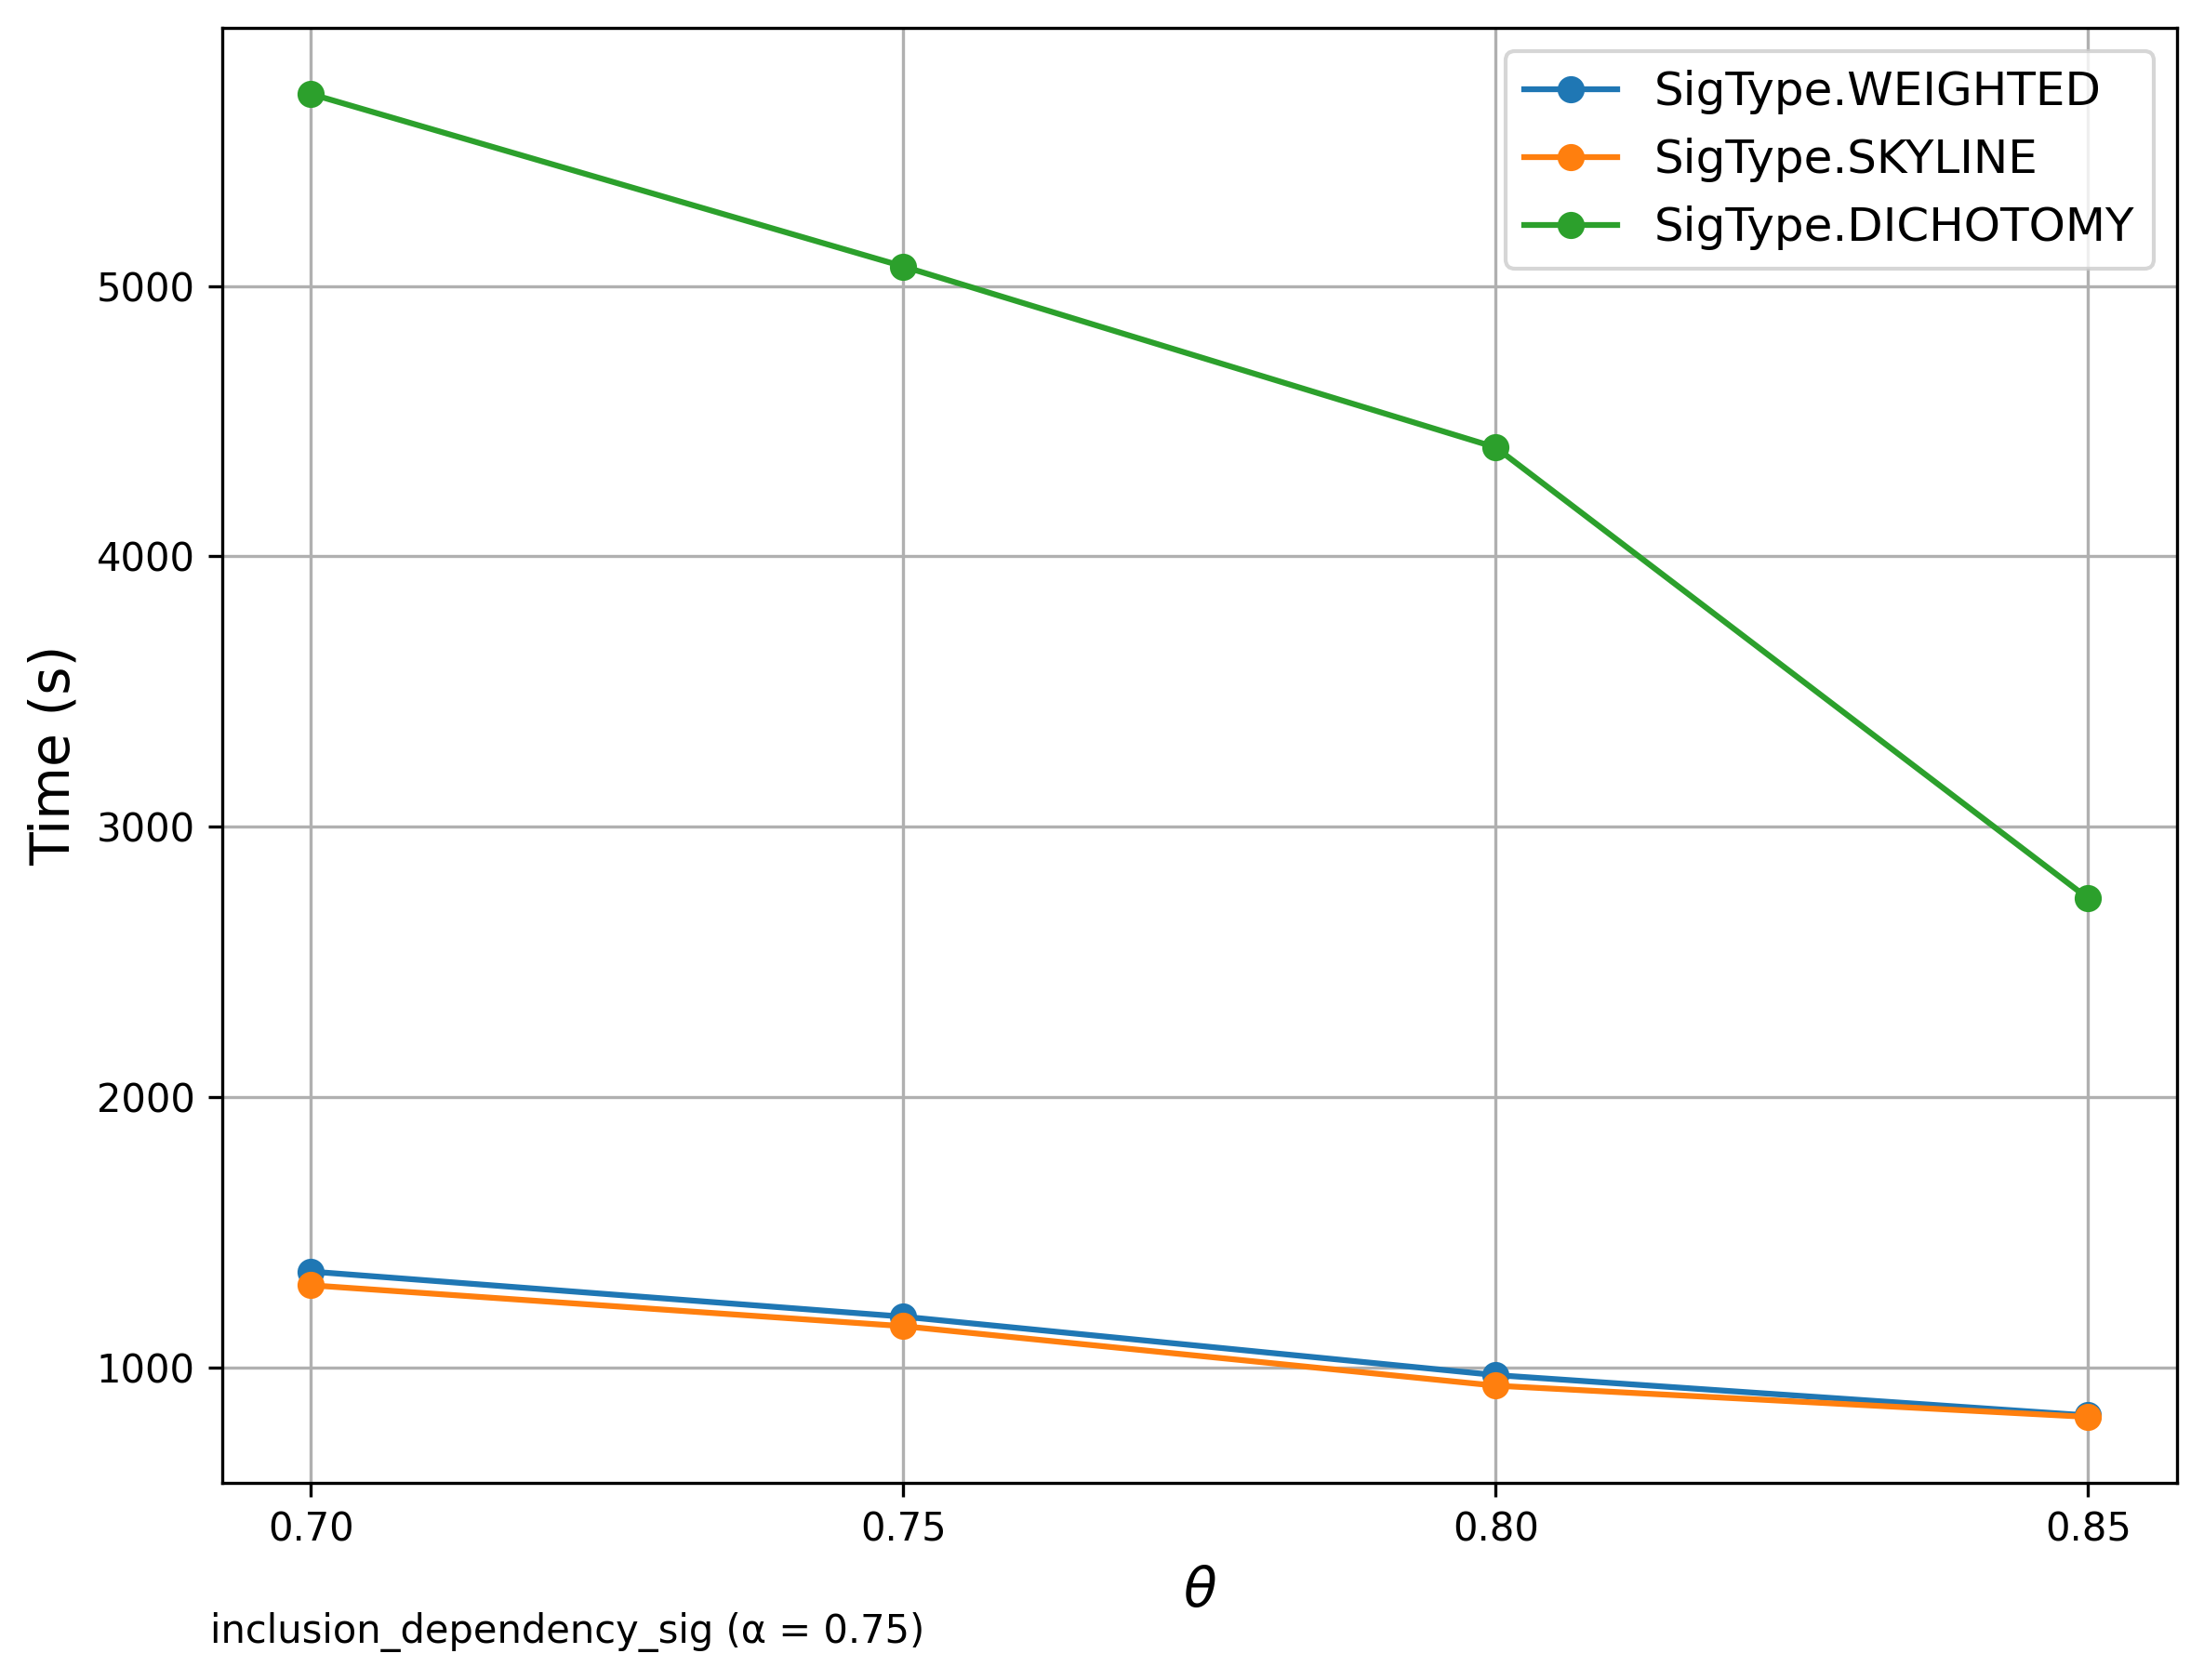 SigType.WEIGHTED
SigType.SKYLINE
SigType.DICHOTOMY
Time (s)
5000
4000
3000
2000
1000
0.70 0.75 0.80 0.85
θ
inclusion_dependency_sig (α = 0.75)